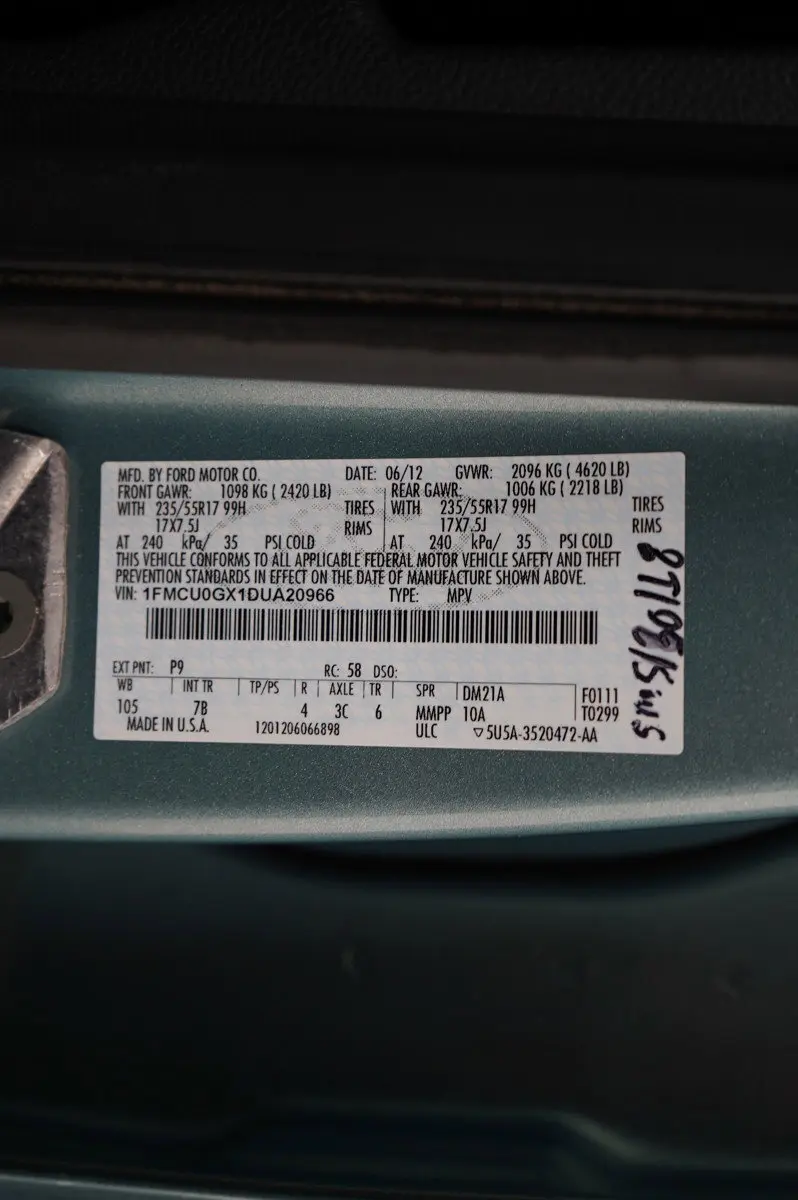 MFD. BY FORD MOTOR CO. DATE: 06/12 GVWR: 2096 KG ( 4620 LB)
FRONT GAWR: 1098 KG ( 2420 LB) REAR GAWR: 1006 KG ( 2218 LB)
WITH 235/55R17 99H TIRES WITH 235/55R17 99H TIRES
17X7.5J RIMS 17X7.5J RIMS
AT 240 kPa/ 35 PSI COLD AT 240 kPa/ 35 PSI COLD
THIS VEHICLE CONFORMS TO ALL APPLICABLE FEDERAL MOTOR VEHICLE SAFETY AND THEFT
PREVENTION STANDARDS IN EFFECT ON THE DATE OF MANUFACTURE SHOWN ABOVE.
VIN: 1FMCU0GX1DUA20966 TYPE: MPV
EXT PNT: P9 RC: 58 DSO:
WB INT TR TP/PS R AXLE TR SPR DM21A F0111
105 7B 4 3C 6 MMPP 10A T0299
MADE IN U.S.A. 1201206066898 ULC ▽5U5A-3520472-AA